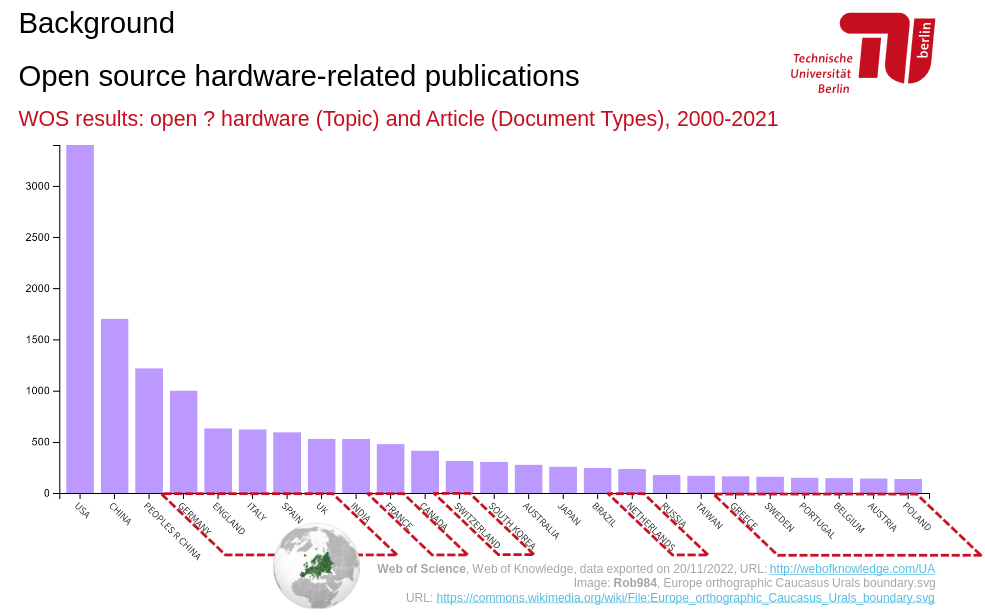 Background
Open source hardware-related publications
Technische
Universität
Berlin
berlin
WOS results: open ? hardware (Topic) and Article (Document Types), 2000-2021
3000
2500
2000
1500
1000
500
0
USA
CHINA
PEOPLES R CHINA
GERMANY
ENGLAND
ITALY
SPAIN
UK
INDIA
FRANCE
CANADA
SWITZERLAND
SOUTH KOREA
AUSTRALIA
JAPAN
BRAZIL
NETHERLANDS
RUSSIA
TAIWAN
GREECE
SWEDEN
PORTUGAL
BELGIUM
AUSTRIA
POLAND
Web of Science, Web of Knowledge, data exported on 20/11/2022, URL: http://webofknowledge.com/UA
Image: Rob984, Europe orthographic Caucasus Urals boundary.svg
URL: https://commons.wikimedia.org/wiki/File:Europe_orthographic_Caucasus_Urals_boundary.svg